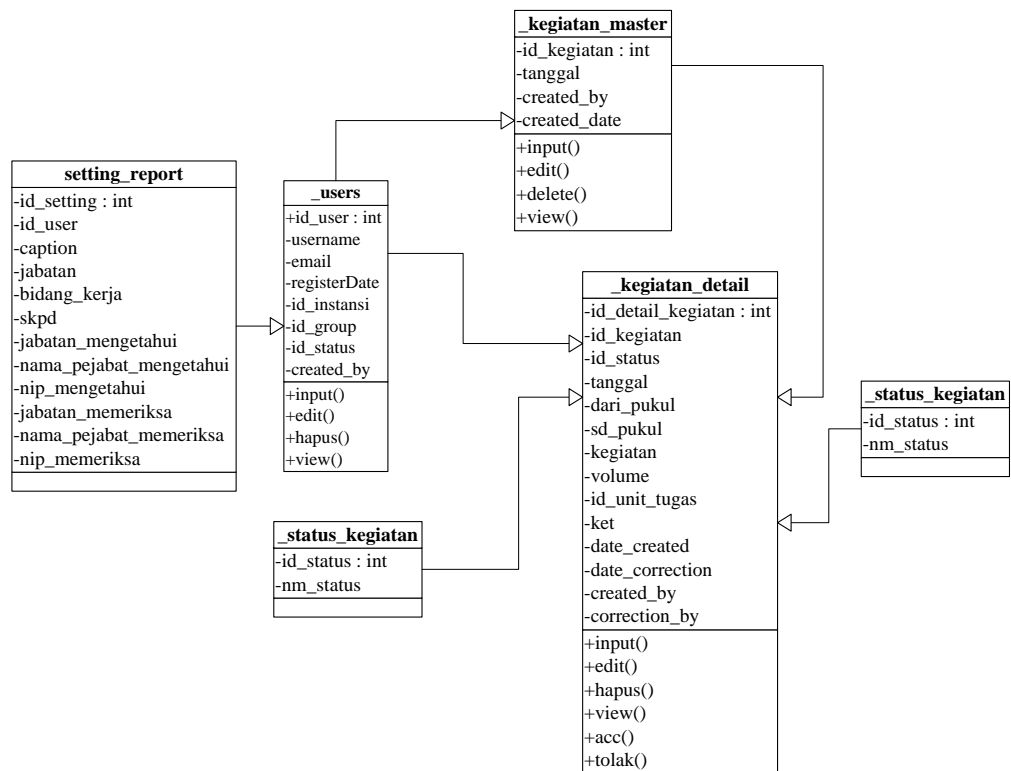 _kegiatan_master
-id_kegiatan : int
-tanggal
-created_by
-created_date
+input()
+edit()
+delete()
+view()
setting_report
-id_setting : int
-id_user
-caption
-jabatan
-bidang_kerja
-skpd
-jabatan_mengetahui
-nama_pejabat_mengetahui
-nip_mengetahui
-jabatan_memeriksa
-nama_pejabat_memeriksa
-nip_memeriksa
_users
+id_user : int
-username
-email
-registerDate
-id_instansi
-id_group
-id_status
-created_by
+input()
+edit()
+hapus()
+view()
_kegiatan_detail
-id_detail_kegiatan : int
-id_kegiatan
-id_status
-tanggal
-dari_pukul
-sd_pukul
-kegiatan
-volume
-id_unit_tugas
-ket
-date_created
-date_correction
-created_by
-correction_by
+input()
+edit()
+hapus()
+view()
+acc()
+tolak()
_status_kegiatan
-id_status : int
-nm_status
_status_kegiatan
-id_status : int
-nm_status